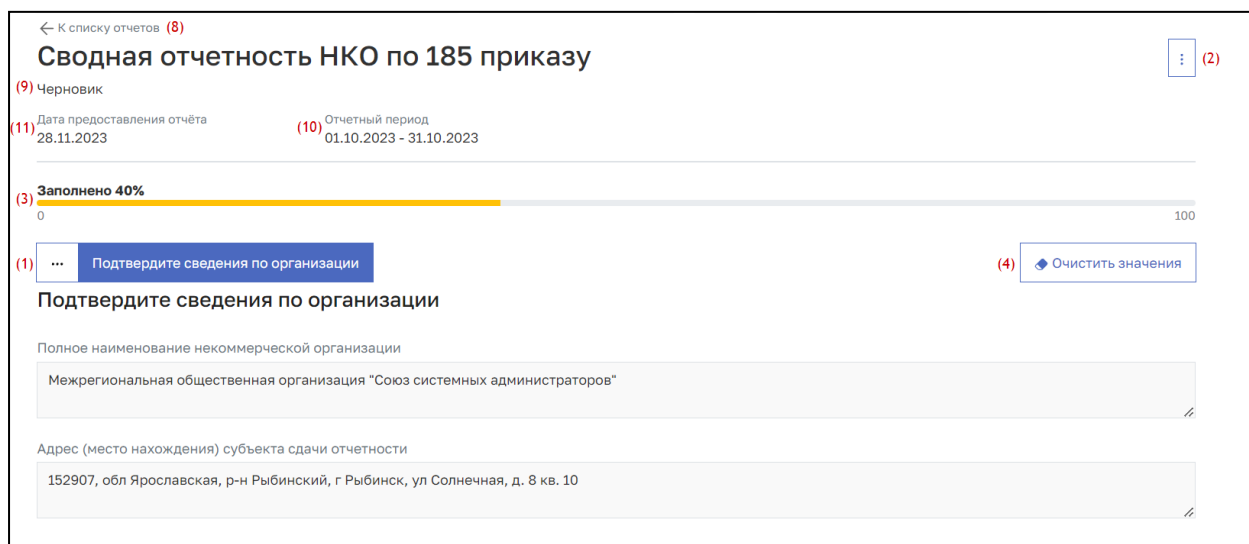 ← К списку отчетов (8)
Сводная отчетность НКО по 185 приказу
(2)
(9) Черновик
(11) Дата предоставления отчёта (10) Отчетный период
28.11.2023 01.10.2023 - 31.10.2023
(3) Заполнено 40%
0 100
(1) ... Подтвердите сведения по организации (4) Очистить значения
Подтвердите сведения по организации
Полное наименование некоммерческой организации
Межрегиональная общественная организация "Союз системных администраторов"
Адрес (место нахождения) субъекта сдачи отчетности
152907, обл Ярославская, р-н Рыбинский, г Рыбинск, ул Солнечная, д. 8 кв. 10